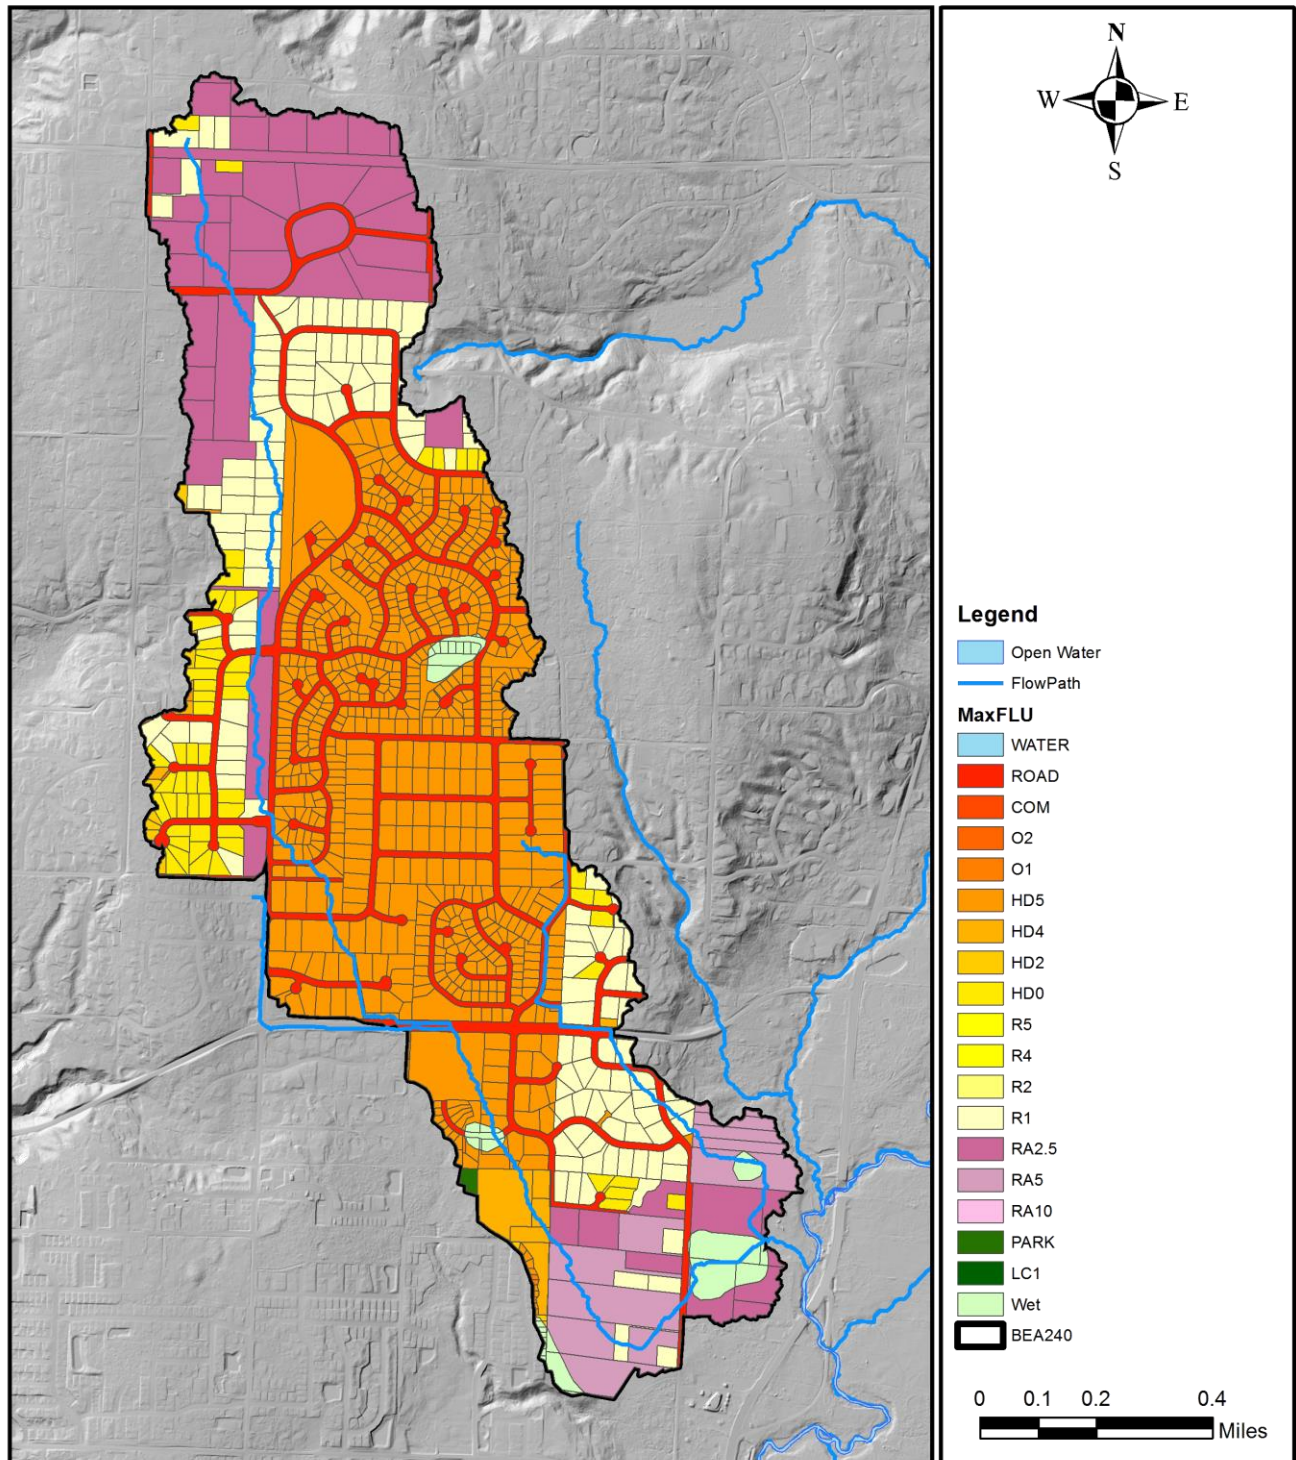 N
W
E
S
Legend
Open Water
FlowPath
MaxFLU
WATER
ROAD
COM
O2
O1
HD5
HD4
HD2
HD0
R5
R4
R2
R1
RA2.5
RA5
RA10
PARK
LC1
Wet
BEA240
0 0.1 0.2 0.4
Miles